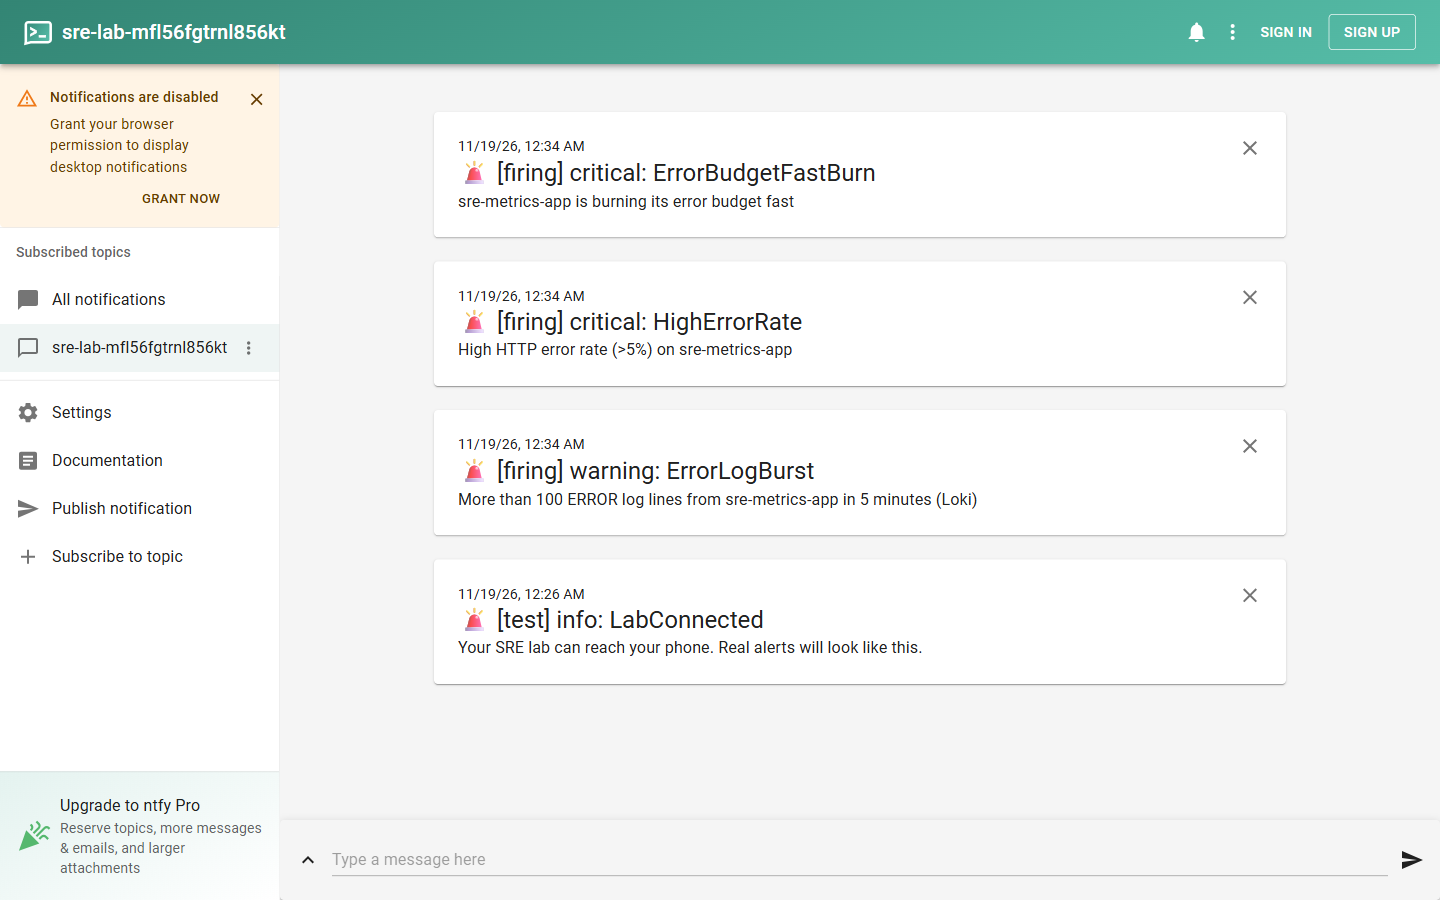 sre-lab-mfl56fgtrnl856kt
SIGN IN
SIGN UP
Notifications are disabled
Grant your browser
permission to display
desktop notifications
GRANT NOW
Subscribed topics
All notifications
sre-lab-mfl56fgtrnl856kt
Settings
Documentation
Publish notification
Subscribe to topic
Upgrade to ntfy Pro
Reserve topics, more messages
& emails, and larger
attachments
11/19/26, 12:34 AM
[firing] critical: ErrorBudgetFastBurn
sre-metrics-app is burning its error budget fast
11/19/26, 12:34 AM
[firing] critical: HighErrorRate
High HTTP error rate (>5%) on sre-metrics-app
11/19/26, 12:34 AM
[firing] warning: ErrorLogBurst
More than 100 ERROR log lines from sre-metrics-app in 5 minutes (Loki)
11/19/26, 12:26 AM
[test] info: LabConnected
Your SRE lab can reach your phone. Real alerts will look like this.
Type a message here